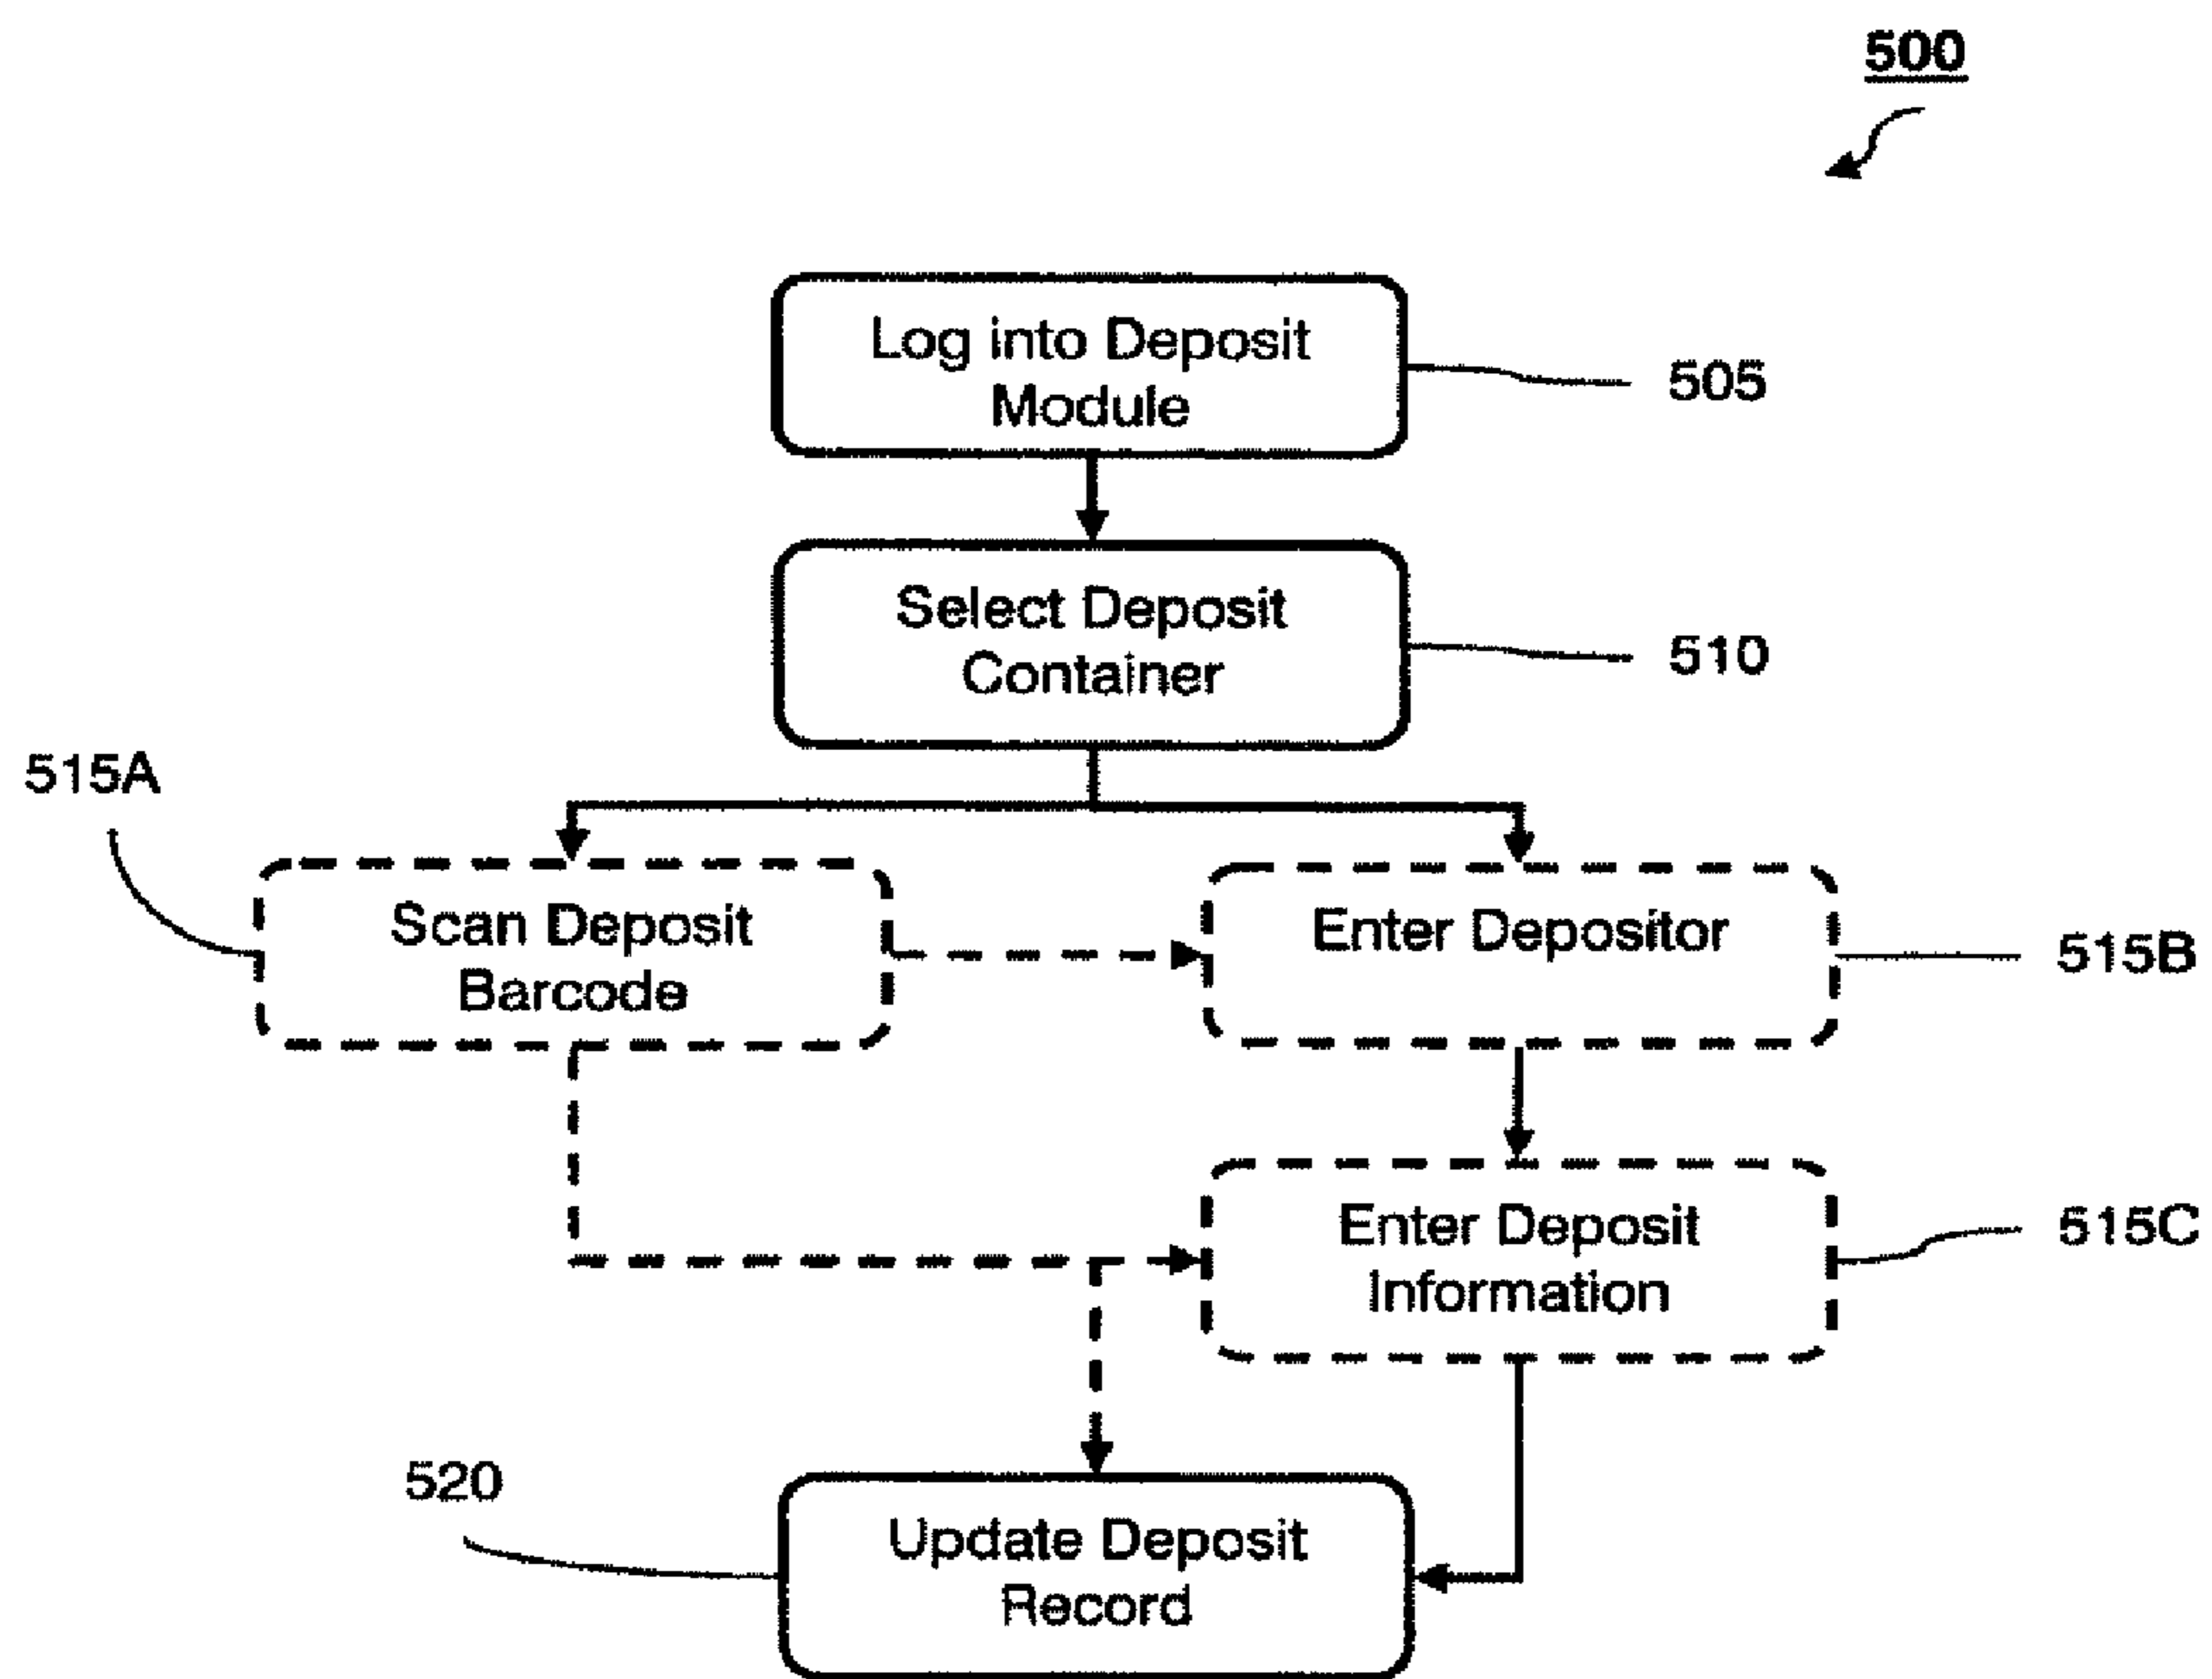 500
Log into Deposit
Module
505
Select Deposit
Container
510
515A
Scan Deposit
Barcode
Enter Depositor
515B
Enter Deposit
Information
515C
520
Update Deposit
Record